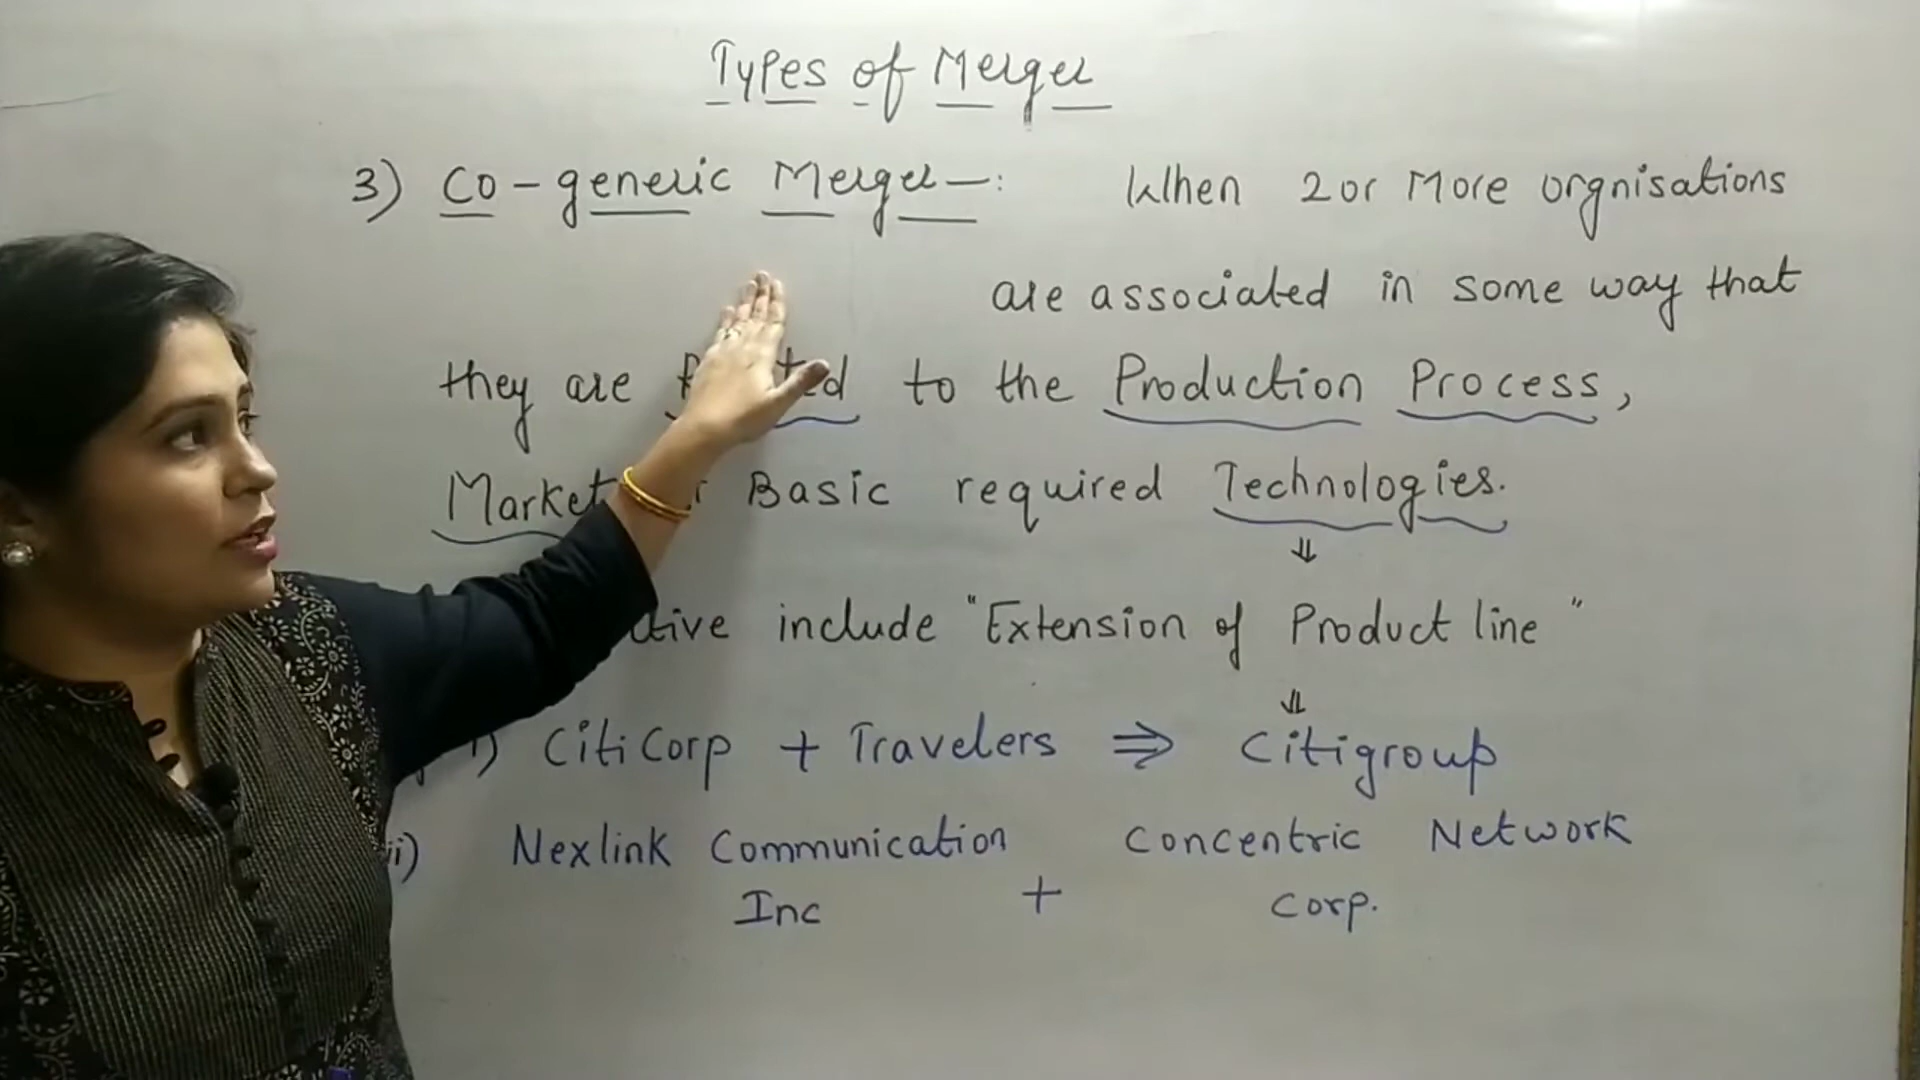 Types of Merger
3) Co-generic Merger-: When 2 or More orgnisations
are associated in some way that
they are to the Production Process,
Market Basic required Technologies.
⇓
include "Extension of Product line"
⇓
i) CitiCorp + Travelers ⇒ Citigroup
ii) Nexlink Communication Concentric Network
Inc + Corp.